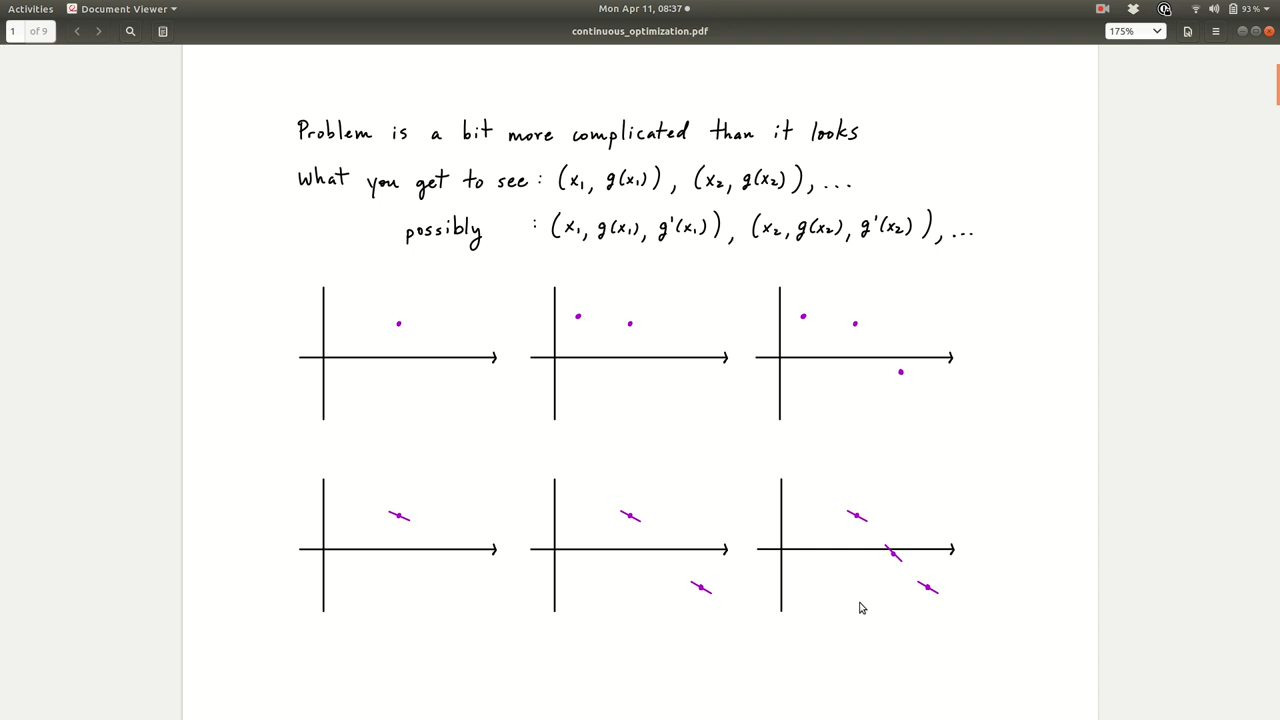 Activities Document Viewer Mon Apr 11, 08:37 93 %
1 of 9 continuous_optimization.pdf 175%
Problem is a bit more complicated than it looks
What you get to see : (x₁, g(x₁)), (x₂, g(x₂)), ...
possibly : (x₁, g(x₁), g'(x₁)), (x₂, g(x₂), g'(x₂)), ...